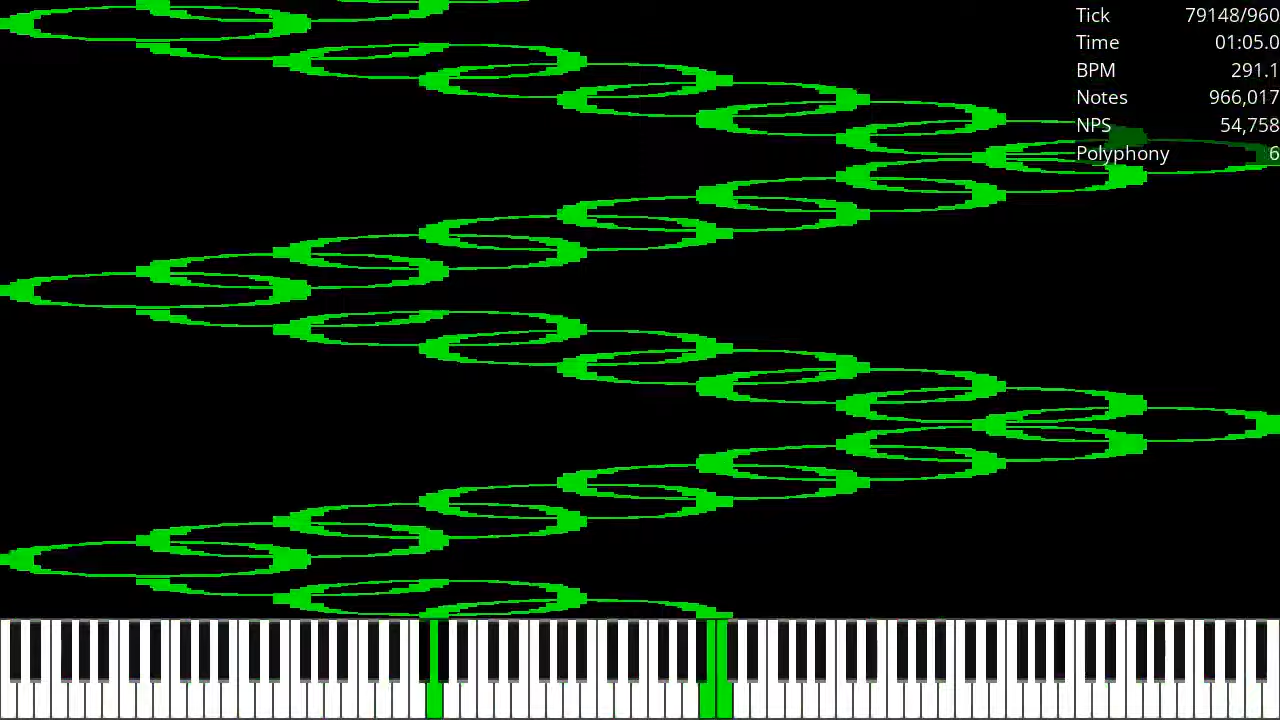 Tick 79148/960
Time 01:05.0
BPM 291.1
Notes 966,017
NPS 54,758
Polyphony 6